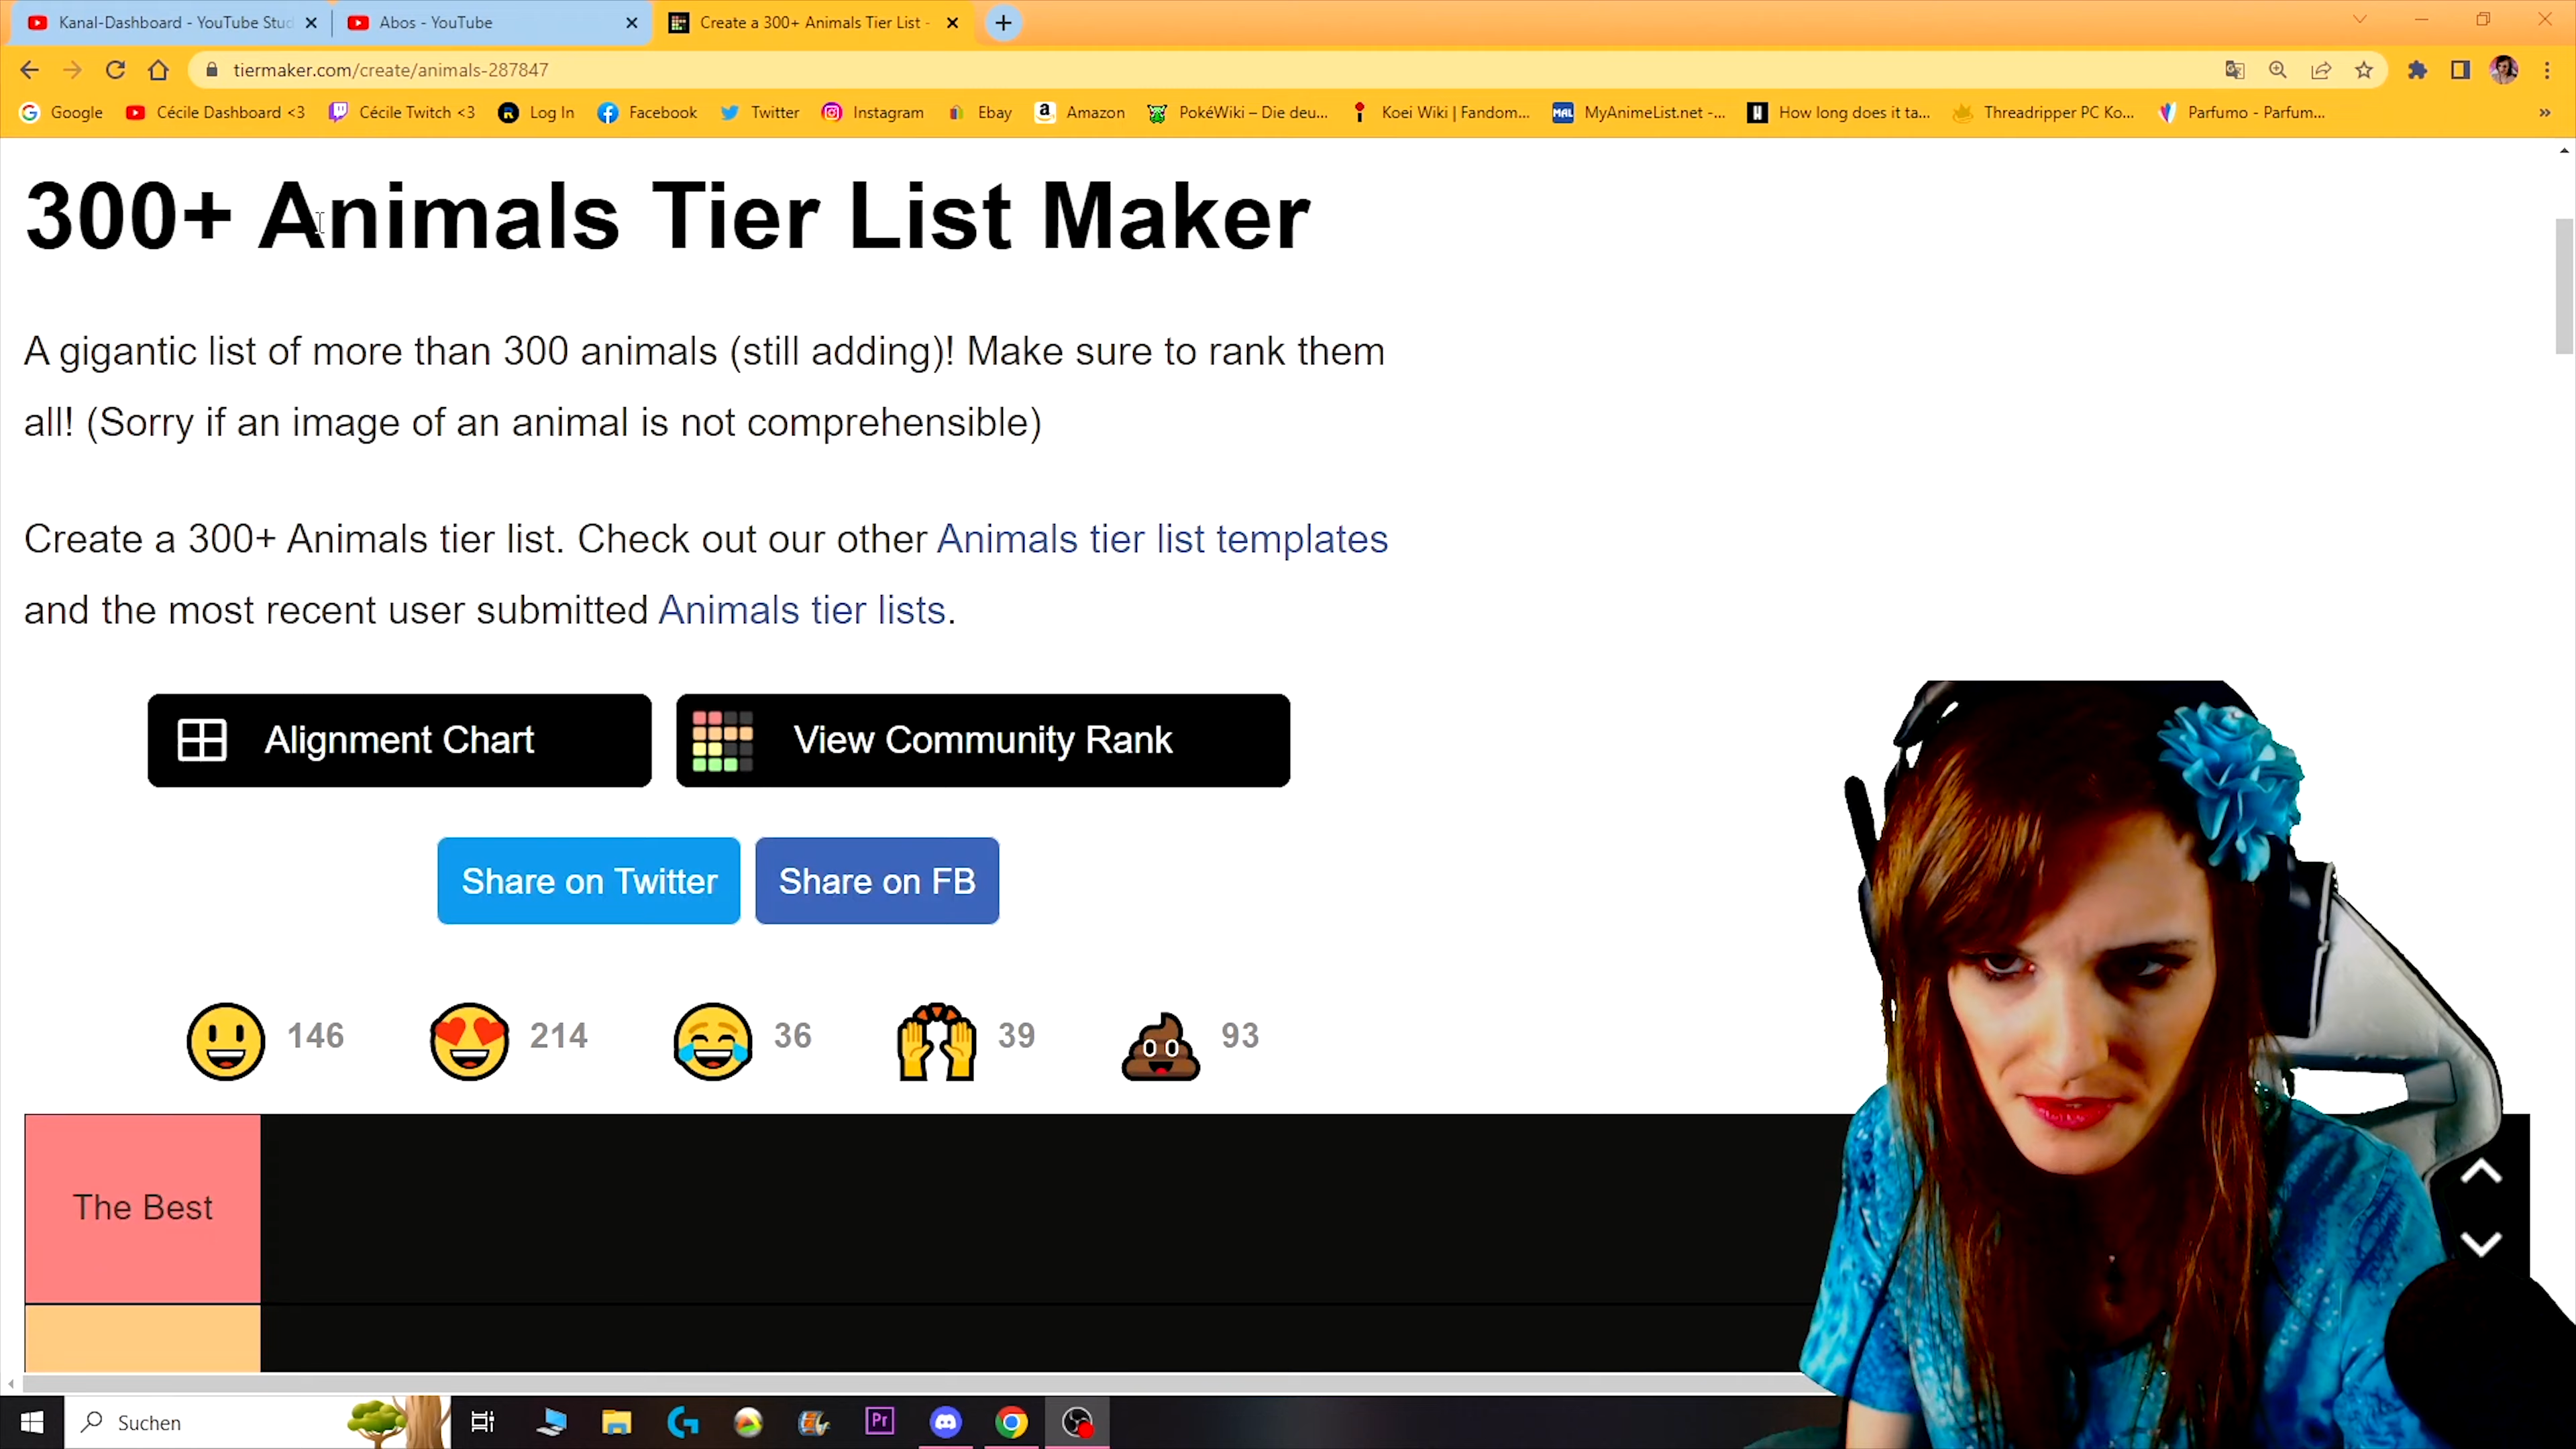 Kanal-Dashboard - YouTube Stud
Abos - YouTube
Create a 300+ Animals Tier List -
tiermaker.com/create/animals-287847
Google
Cécile Dashboard <3
Cécile Twitch <3
Log In
Facebook
Twitter
Instagram
Ebay
Amazon
PokéWiki – Die deu...
Koei Wiki | Fandom...
MyAnimeList.net -...
How long does it ta...
Threadripper PC Ko...
Parfumo - Parfum...
300+ Animals Tier List Maker
A gigantic list of more than 300 animals (still adding)! Make sure to rank them
all! (Sorry if an image of an animal is not comprehensible)
Create a 300+ Animals tier list. Check out our other Animals tier list templates
and the most recent user submitted Animals tier lists.
Alignment Chart
View Community Rank
Share on Twitter
Share on FB
146
214
36
39
93
The Best
Suchen